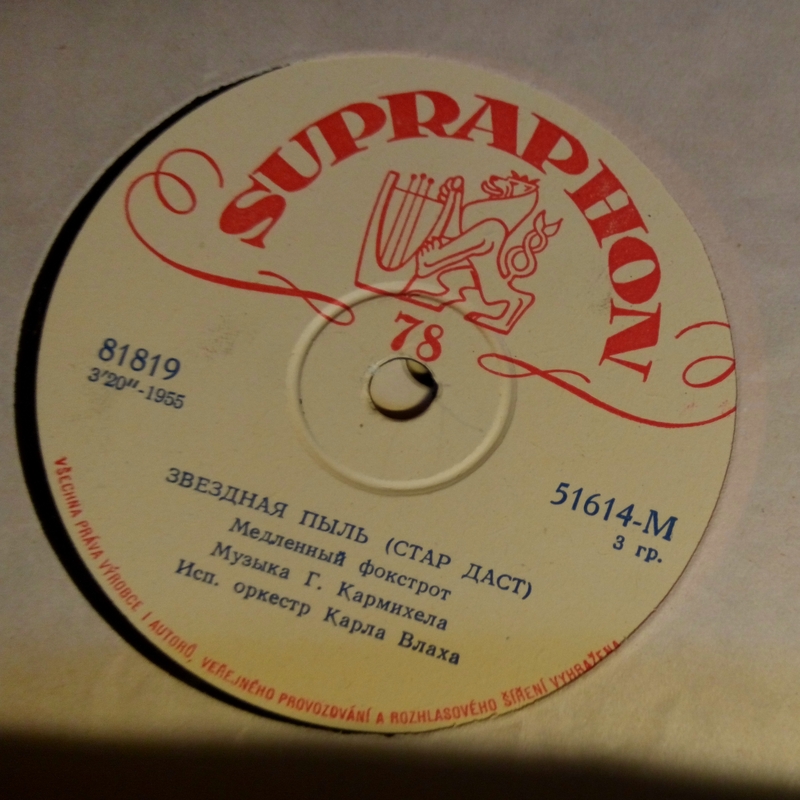 SUPRAPHON
78
81819
3'20"-1955
51614-М
3 гр.
ЗВЕЗДНАЯ ПЫЛЬ (СТАР ДАСТ)
Медленный фокстрот
Музыка Г. Кармихела
Исп. оркестр Карла Влаха
VŠECHNA PRÁVA VÝROBCE I AUTORŮ, VEŘEJNÉHO PROVOZOVÁNÍ A ROZHLASOVÉHO ŠÍŘENÍ VYHRAŽENA